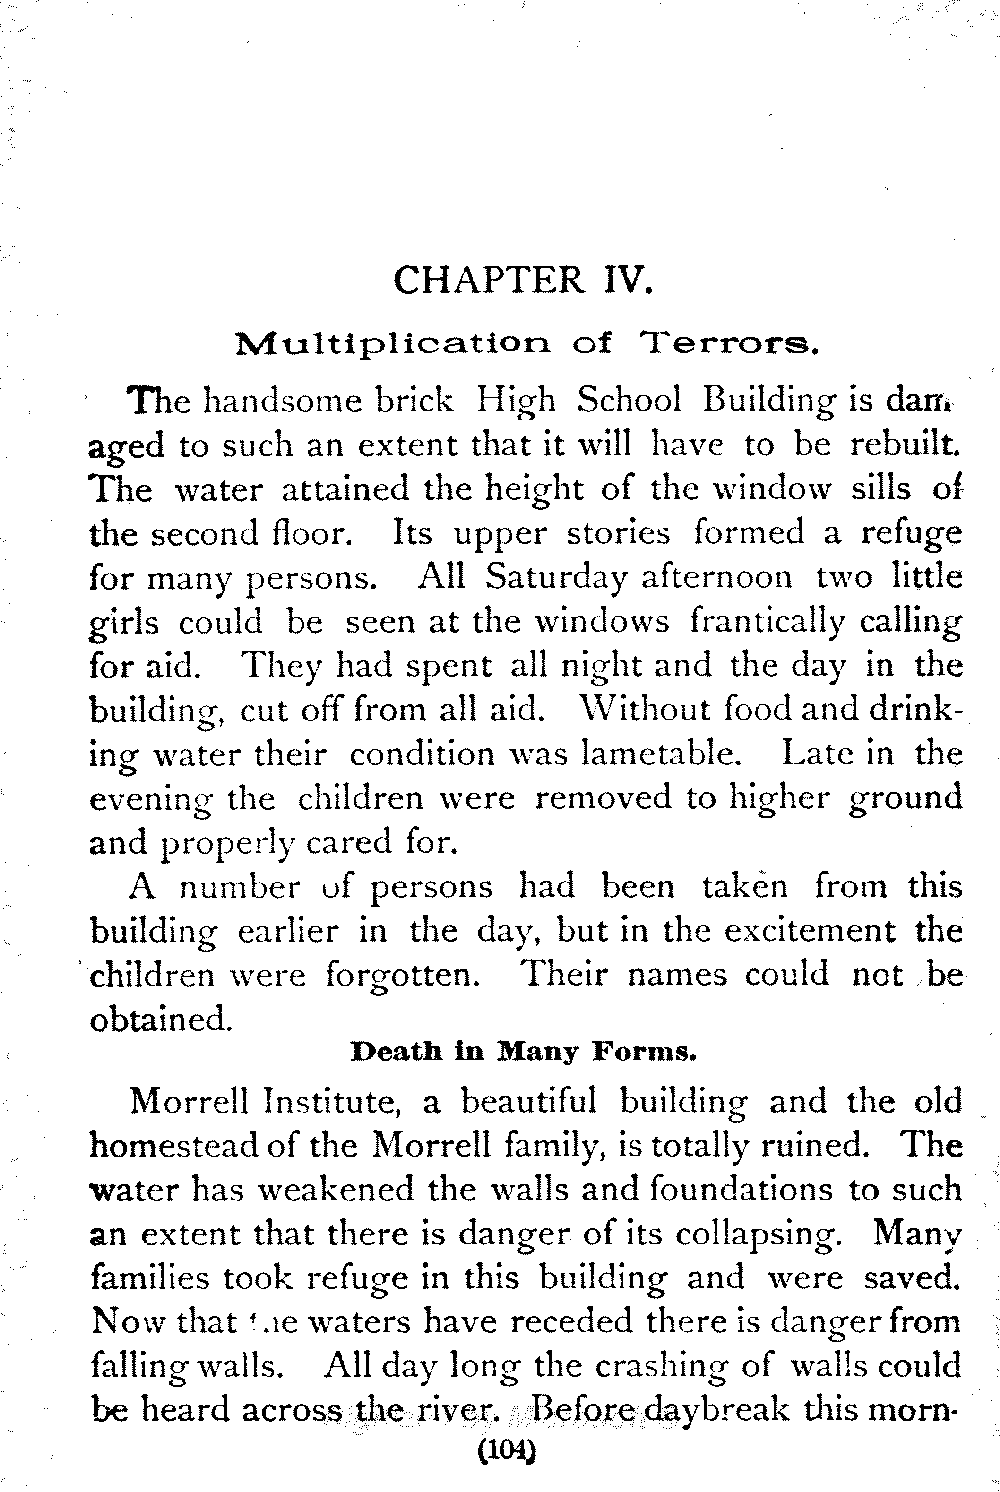 CHAPTER IV.
Multiplication of Terrors.
The handsome brick High School Building is dam-
aged to such an extent that it will have to be rebuilt.
The water attained the height of the window sills of
the second floor. Its upper stories formed a refuge
for many persons. All Saturday afternoon two little
girls could be seen at the windows frantically calling
for aid. They had spent all night and the day in the
building, cut off from all aid. Without food and drink-
ing water their condition was lametable. Late in the
evening the children were removed to higher ground
and properly cared for.
A number of persons had been taken from this
building earlier in the day, but in the excitement the
children were forgotten. Their names could not be
obtained.
Death in Many Forms.
Morrell Institute, a beautiful building and the old
homestead of the Morrell family, is totally ruined. The
water has weakened the walls and foundations to such
an extent that there is danger of its collapsing. Many
families took refuge in this building and were saved.
Now that the waters have receded there is danger from
falling walls. All day long the crashing of walls could
be heard across the river. Before daybreak this morn-
(104)